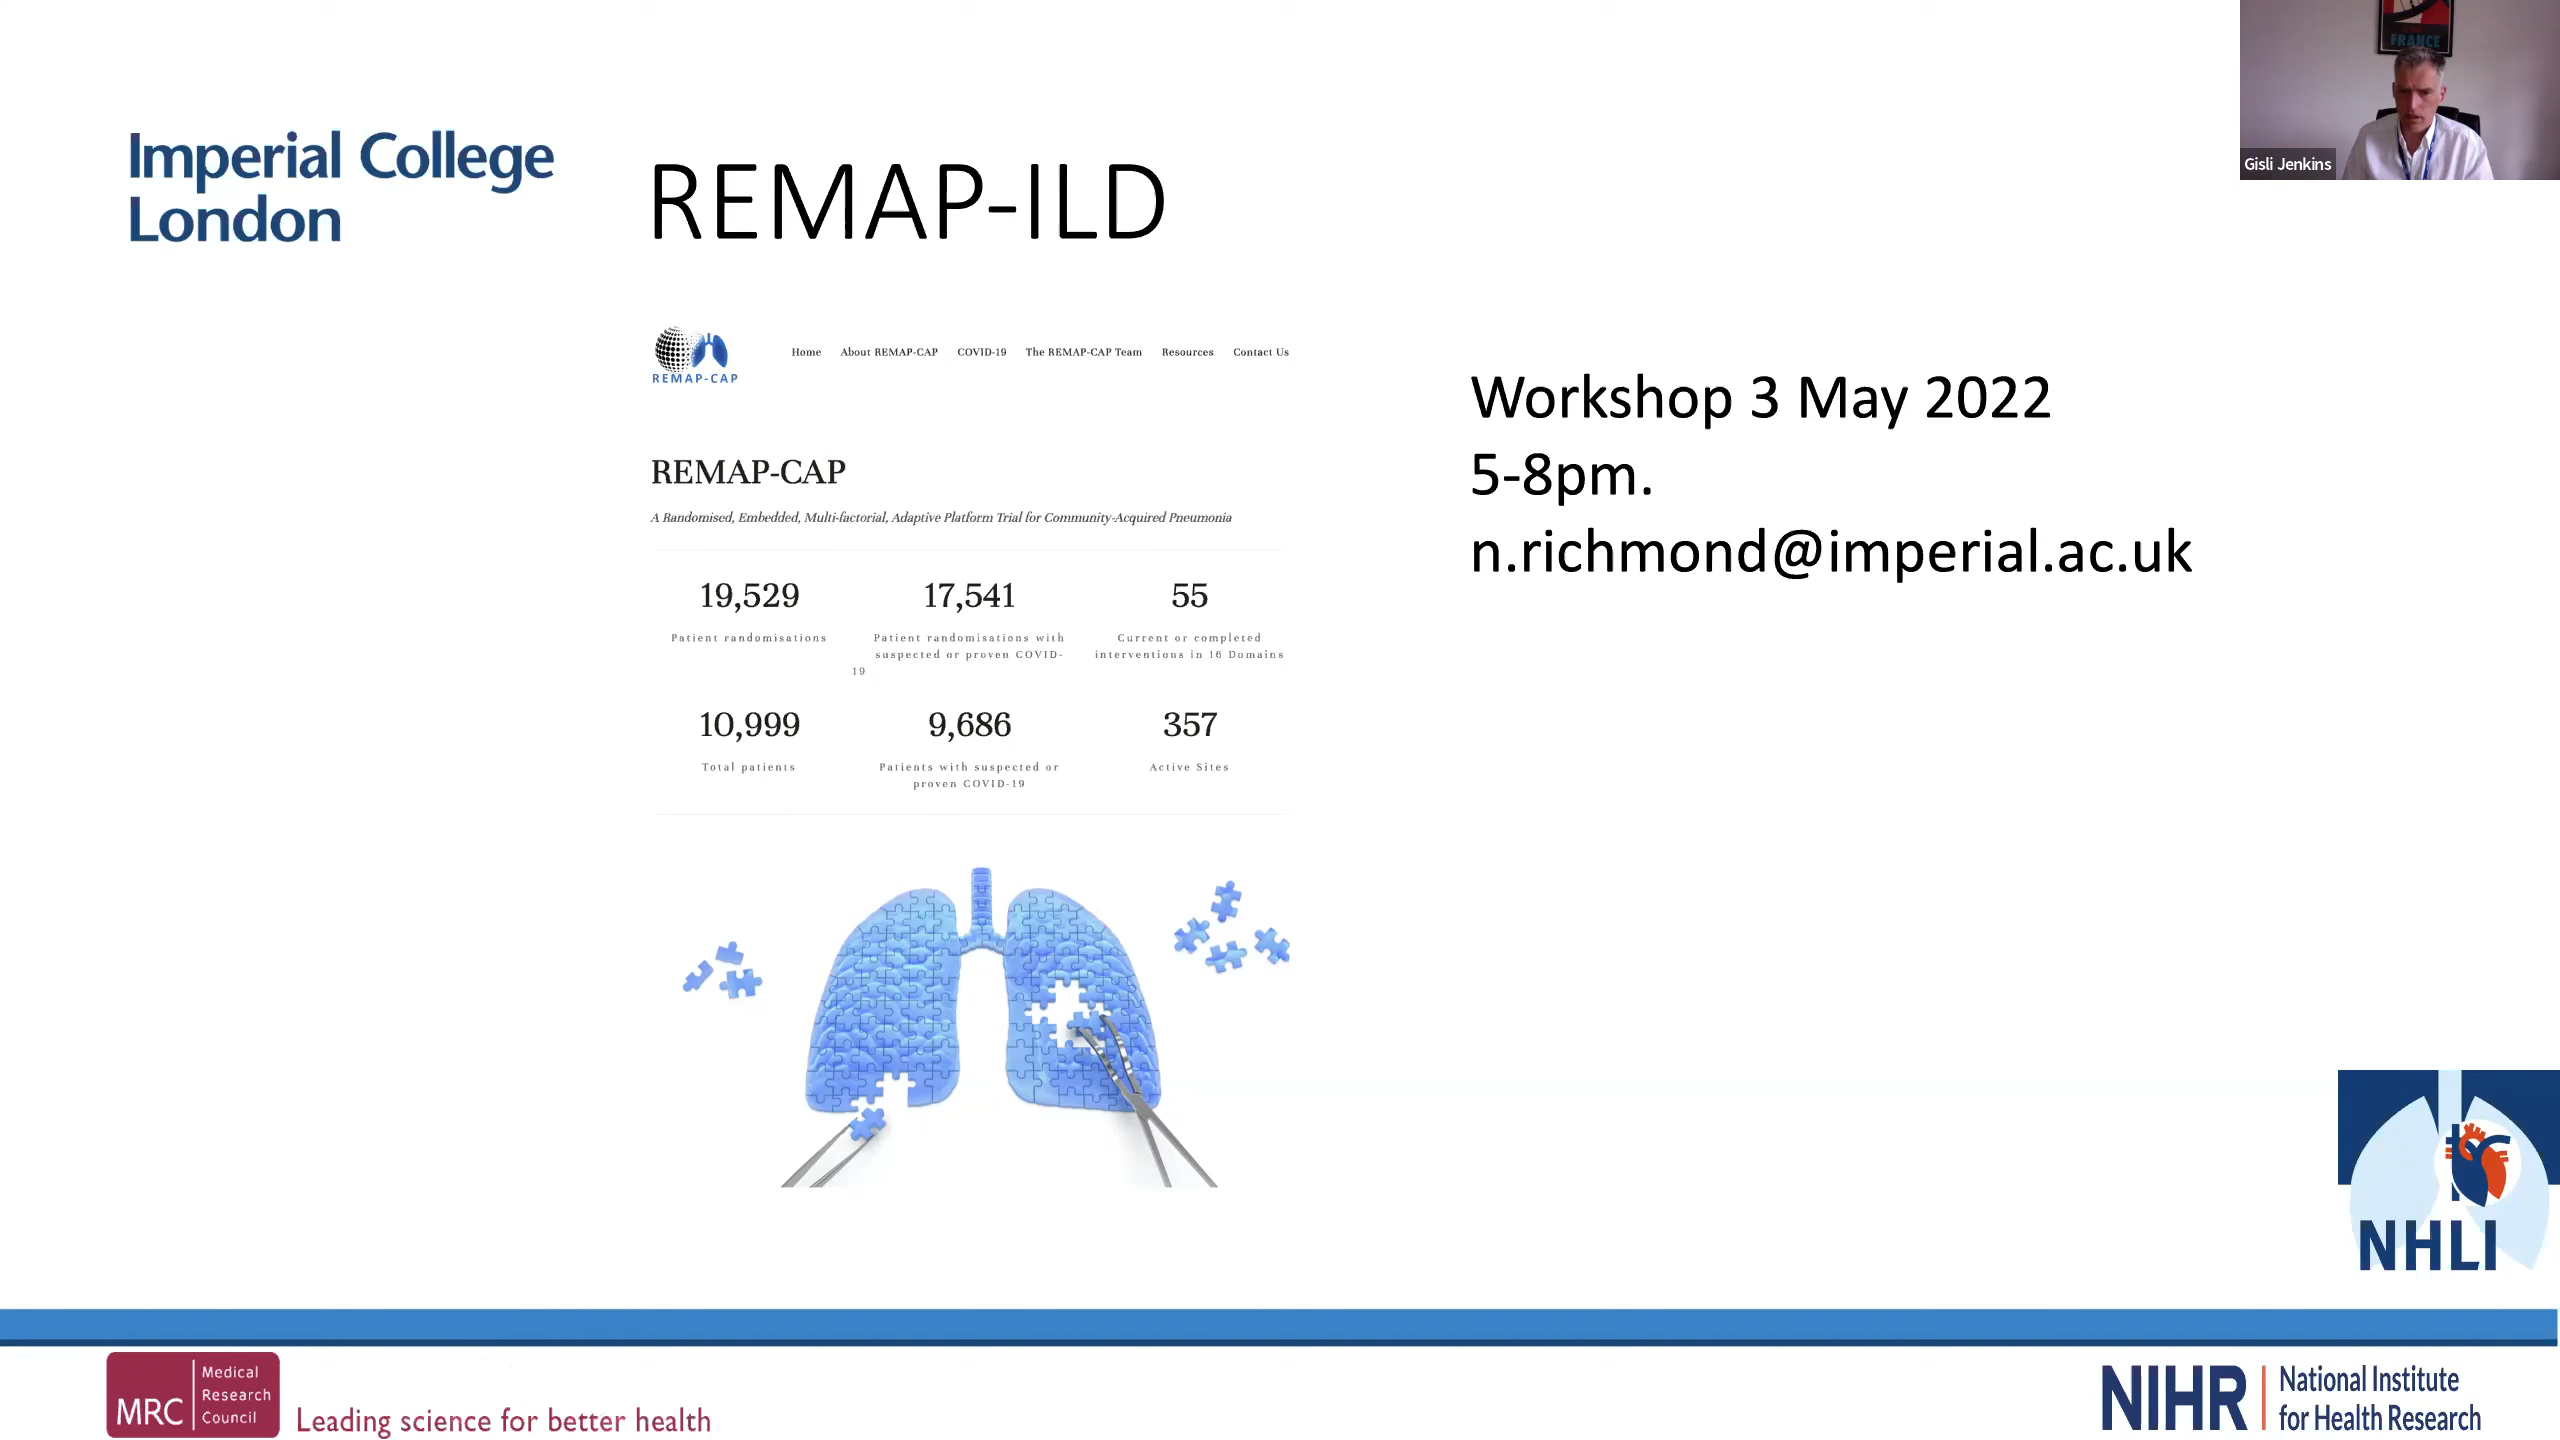 FRANCE
Gisli Jenkins
Imperial College
London
REMAP-ILD
REMAP-CAP
Home About REMAP-CAP COVID-19 The REMAP-CAP Team Resources Contact Us
REMAP-CAP
A Randomised, Embedded, Multi-factorial, Adaptive Platform Trial for Community-Acquired Pneumonia
19,529
Patient randomisations
17,541
Patient randomisations with
suspected or proven COVID-
19
55
Current or completed
interventions in 16 Domains
10,999
Total patients
9,686
Patients with suspected or
proven COVID-19
357
Active Sites
Workshop 3 May 2022
5-8pm.
n.richmond@imperial.ac.uk
NHLI
MRC
Medical
Research
Council
Leading science for better health
NIHR
National Institute
for Health Research